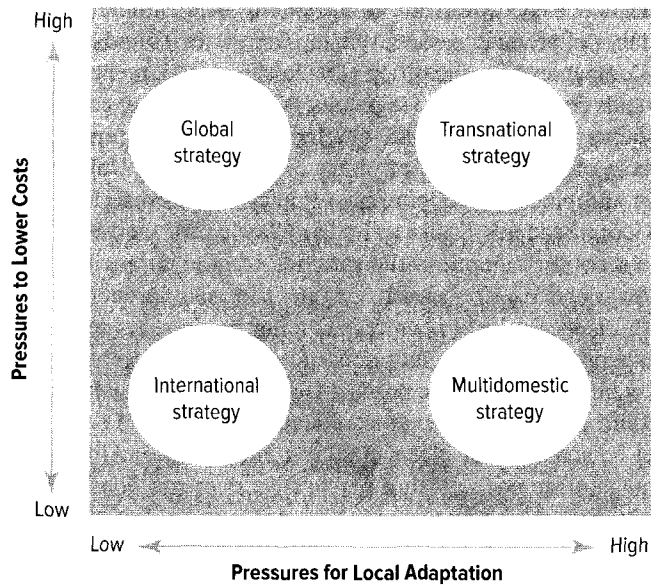 High
Global
strategy
Transnational
strategy
Pressures to Lower Costs
International
strategy
Multidomestic
strategy
Low
Low
High
Pressures for Local Adaptation